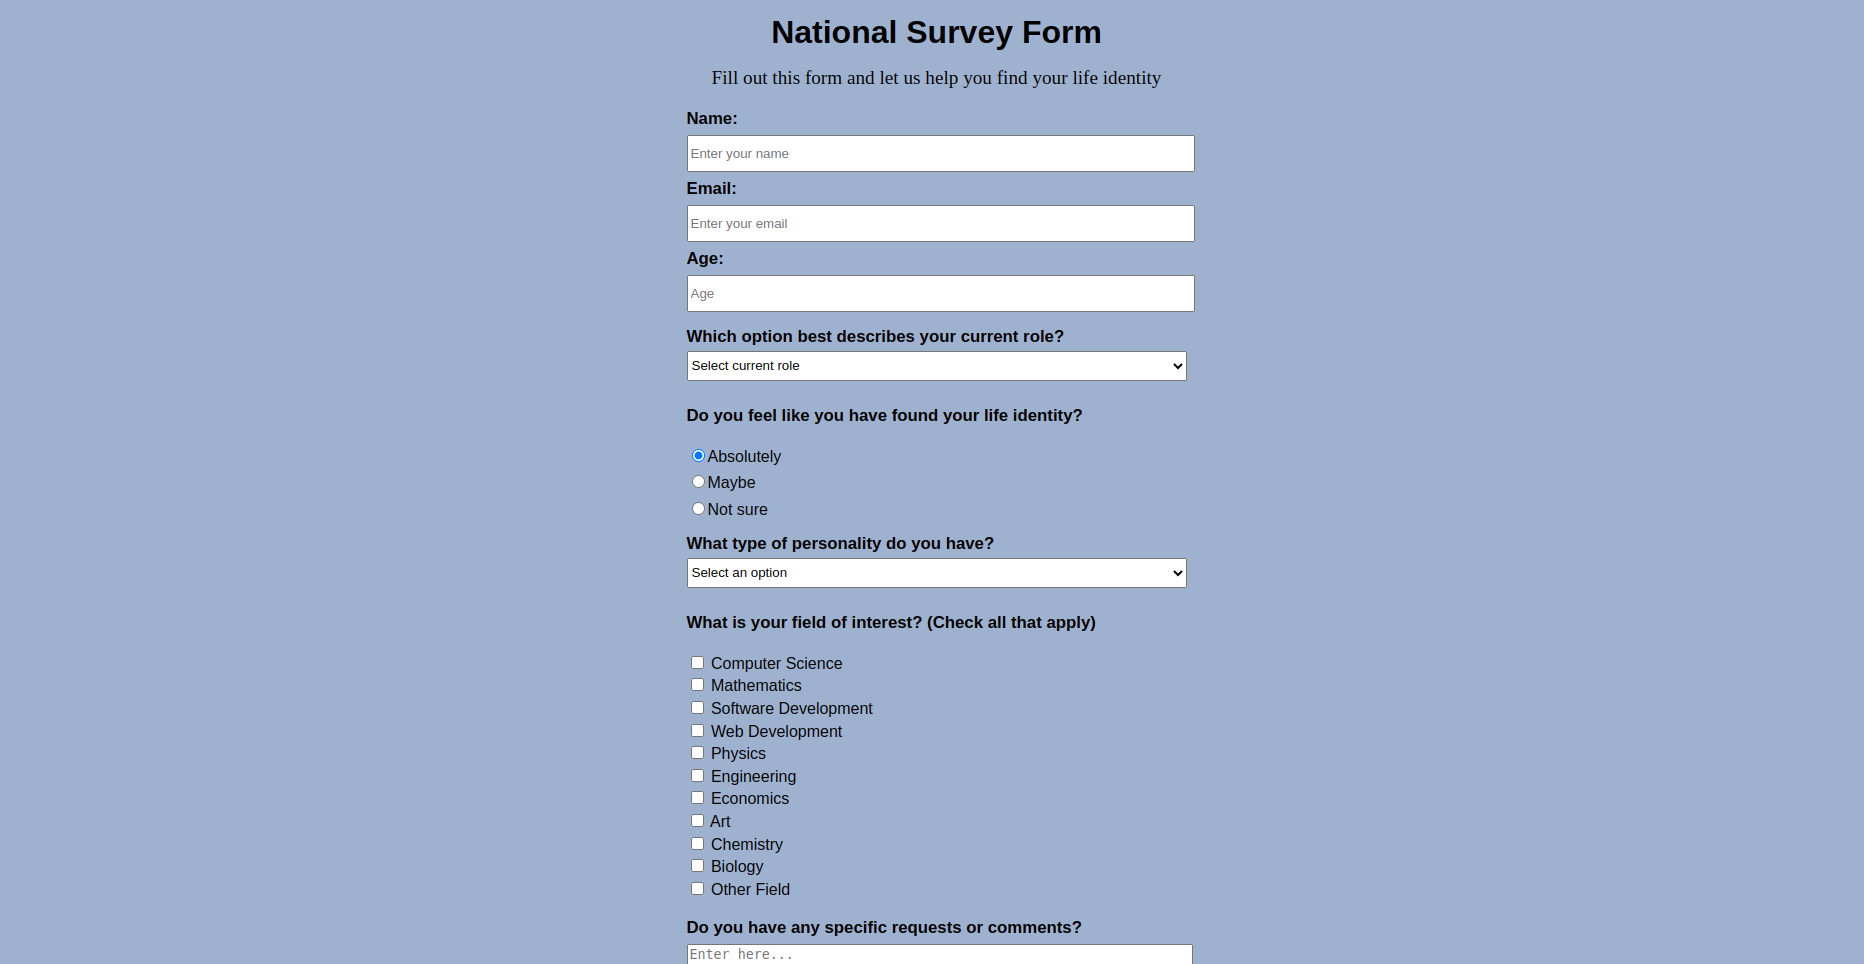 National Survey Form
Fill out this form and let us help you find your life identity
Name:
Enter your name
Email:
Enter your email
Age:
Age
Which option best describes your current role?
Select current role
Do you feel like you have found your life identity?
Absolutely
Maybe
Not sure
What type of personality do you have?
Select an option
What is your field of interest? (Check all that apply)
Computer Science
Mathematics
Software Development
Web Development
Physics
Engineering
Economics
Art
Chemistry
Biology
Other Field
Do you have any specific requests or comments?
Enter here...